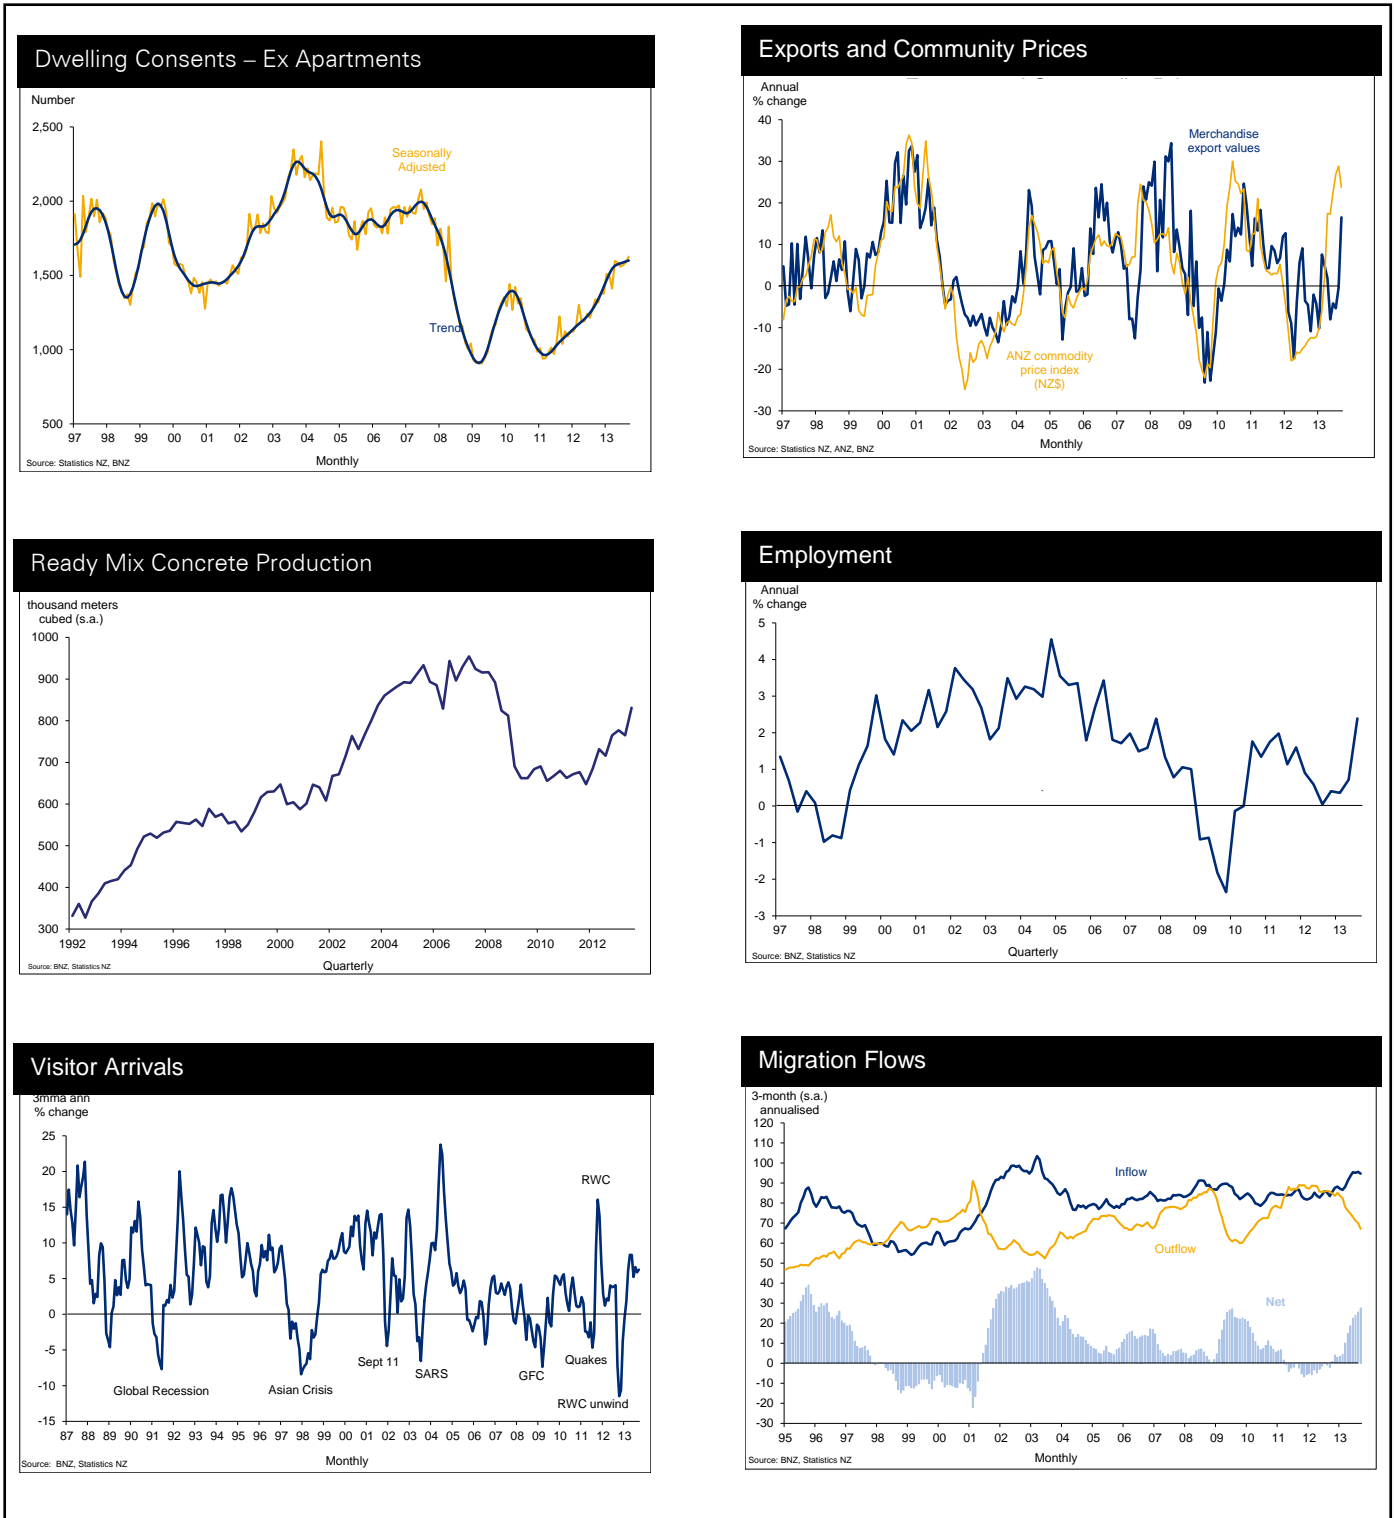 Dwelling Consents – Ex Apartments
Number
2,500
2,000
1,500
1,000
500
Seasonally
Adjusted
Trend
97 98 99 00 01 02 03 04 05 06 07 08 09 10 11 12 13
Monthly
Source: Statistics NZ, BNZ
Exports and Community Prices
Annual
% change
40
30
20
10
0
-10
-20
-30
Merchandise
export values
ANZ commodity
price index
(NZ$)
97 98 99 00 01 02 03 04 05 06 07 08 09 10 11 12 13
Monthly
Source: Statistics NZ, ANZ, BNZ
Ready Mix Concrete Production
thousand meters
cubed (s.a.)
1000
900
800
700
600
500
400
300
1992 1994 1996 1998 2000 2002 2004 2006 2008 2010 2012
Quarterly
Source: BNZ, Statistics NZ
Employment
Annual
% change
5
4
3
2
1
0
-1
-2
-3
97 98 99 00 01 02 03 04 05 06 07 08 09 10 11 12 13
Quarterly
Source: BNZ, Statistics NZ
Visitor Arrivals
3mma ann
% change
25
20
15
10
5
0
-5
-10
-15
RWC
Sept 11
SARS
GFC
Quakes
Global Recession
Asian Crisis
RWC unwind
87 88 89 90 91 92 93 94 95 96 97 98 99 00 01 02 03 04 05 06 07 08 09 10 11 12 13
Monthly
Source: BNZ, Statistics NZ
Migration Flows
3-month (s.a.)
annualised
120
110
100
90
80
70
60
50
40
30
20
10
0
-10
-20
-30
Inflow
Outflow
Net
95 96 97 98 99 00 01 02 03 04 05 06 07 08 09 10 11 12 13
Monthly
Source: BNZ, Statistics NZ